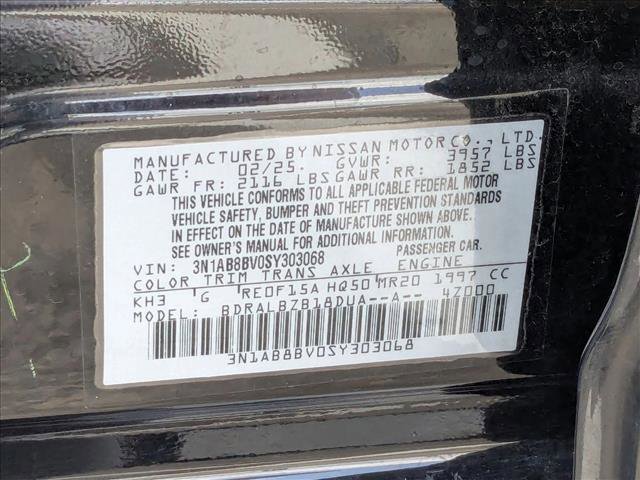 MANUFACTURED BY NISSAN MOTOR CO., LTD.
DATE: 02/25. GVWR: 3957 LBS
GAWR FR: 2116 LBS GAWR RR: 1852 LBS
THIS VEHICLE CONFORMS TO ALL APPLICABLE FEDERAL MOTOR
VEHICLE SAFETY, BUMPER AND THEFT PREVENTION STANDARDS
IN EFFECT ON THE DATE OF MANUFACTURE SHOWN ABOVE.
SEE OWNER'S MANUAL FOR ADDITIONAL INFORMATION.
VIN: 3N1AB8BV0SY303068 PASSENGER CAR.
COLOR TRIM TRANS AXLE ENGINE
KH3 G RE0F15A HQ50 MR20 1997 CC
MODEL: BDRALBZB18DUA--A-- 47000
3N1AB8BV0SY303068